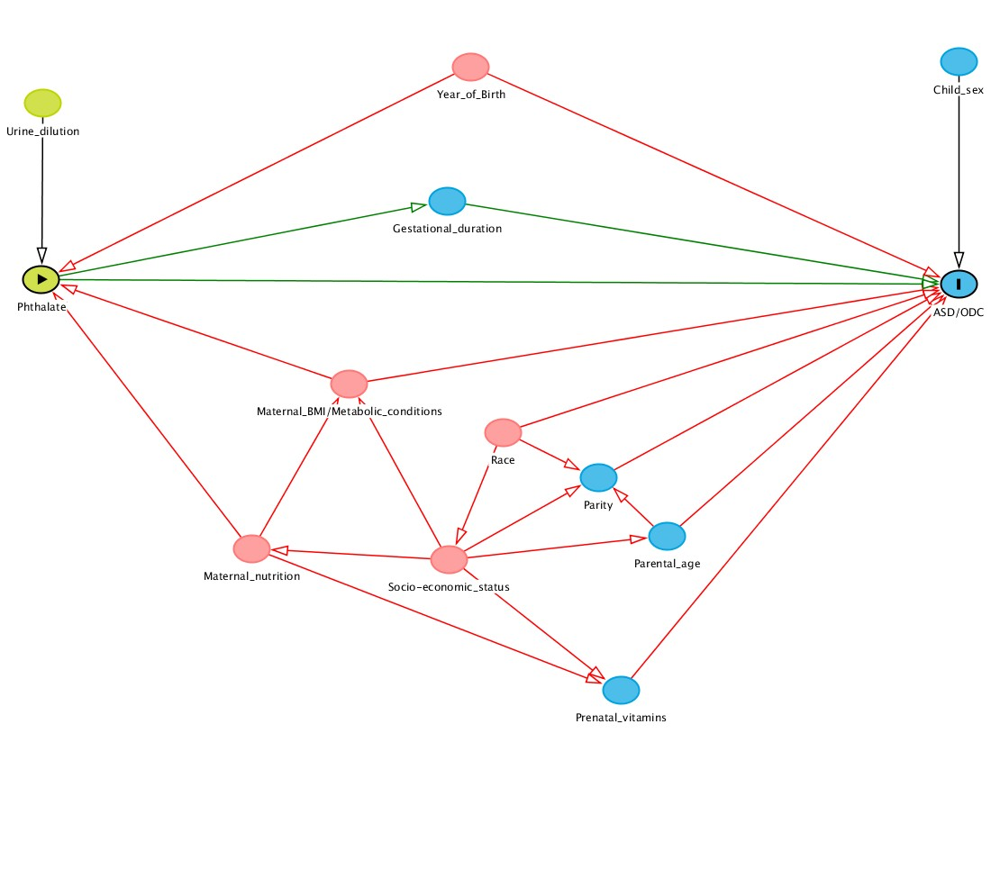 Year_of_Birth
Child_sex
Urine_dilution
Gestational_duration
Phthalate
ASD/ODC
Maternal_BMI/Metabolic_conditions
Race
Parity
Parental_age
Maternal_nutrition
Socio-economic_status
Prenatal_vitamins